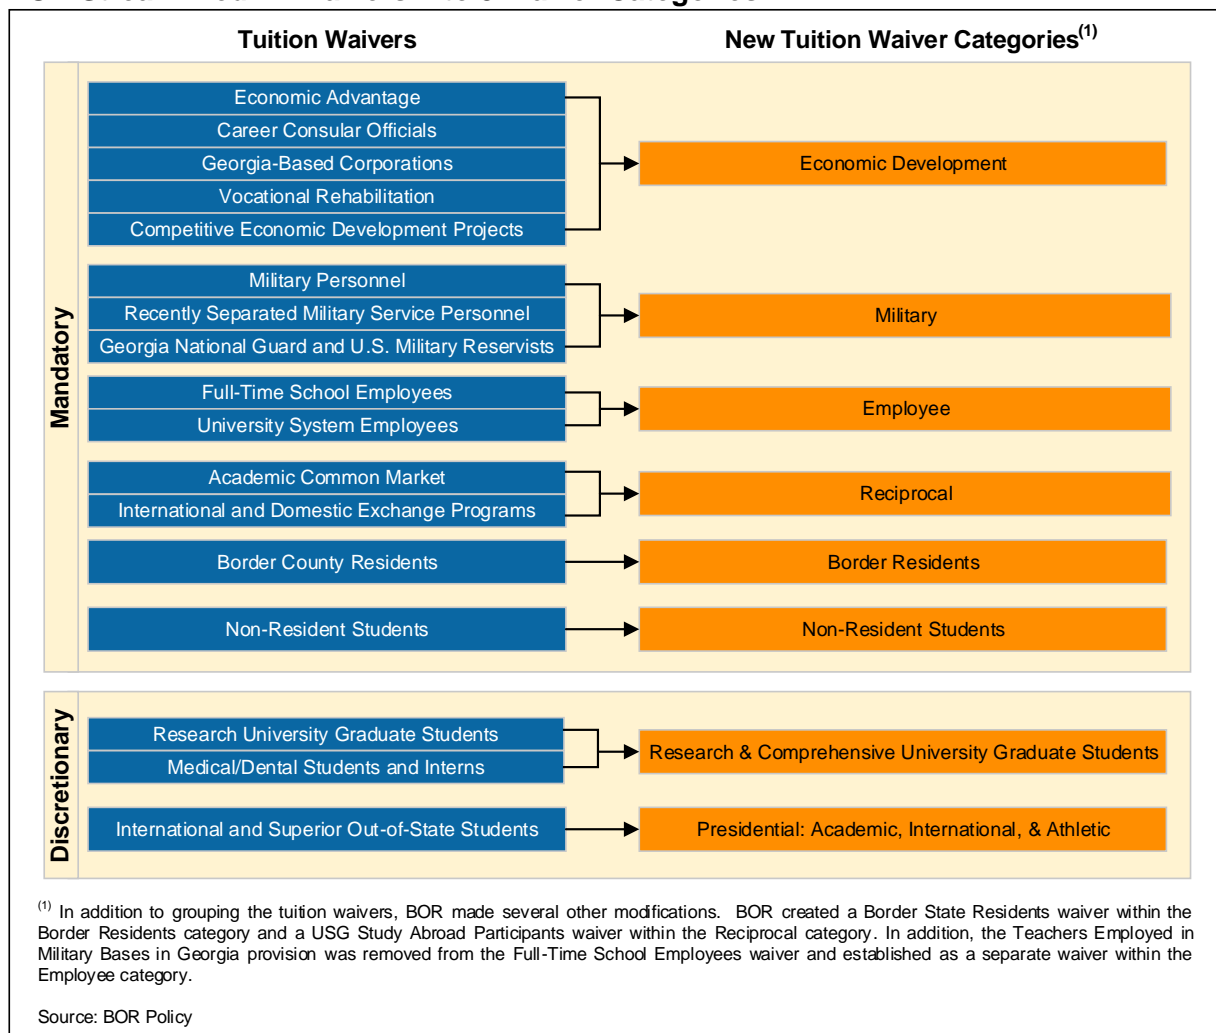 Tuition Waivers
New Tuition Waiver Categories(1)
Mandatory
Economic Advantage
Career Consular Officials
Georgia-Based Corporations
Vocational Rehabilitation
Competitive Economic Development Projects
Economic Development
Military Personnel
Recently Separated Military Service Personnel
Georgia National Guard and U.S. Military Reservists
Military
Full-Time School Employees
University System Employees
Employee
Academic Common Market
International and Domestic Exchange Programs
Reciprocal
Border County Residents
Border Residents
Non-Resident Students
Non-Resident Students
Discretionary
Research University Graduate Students
Medical/Dental Students and Interns
Research & Comprehensive University Graduate Students
International and Superior Out-of-State Students
Presidential: Academic, International, & Athletic
(1) In addition to grouping the tuition waivers, BOR made several other modifications. BOR created a Border State Residents waiver within the
Border Residents category and a USG Study Abroad Participants waiver within the Reciprocal category. In addition, the Teachers Employed in
Military Bases in Georgia provision was removed from the Full-Time School Employees waiver and established as a separate waiver within the
Employee category.
Source: BOR Policy